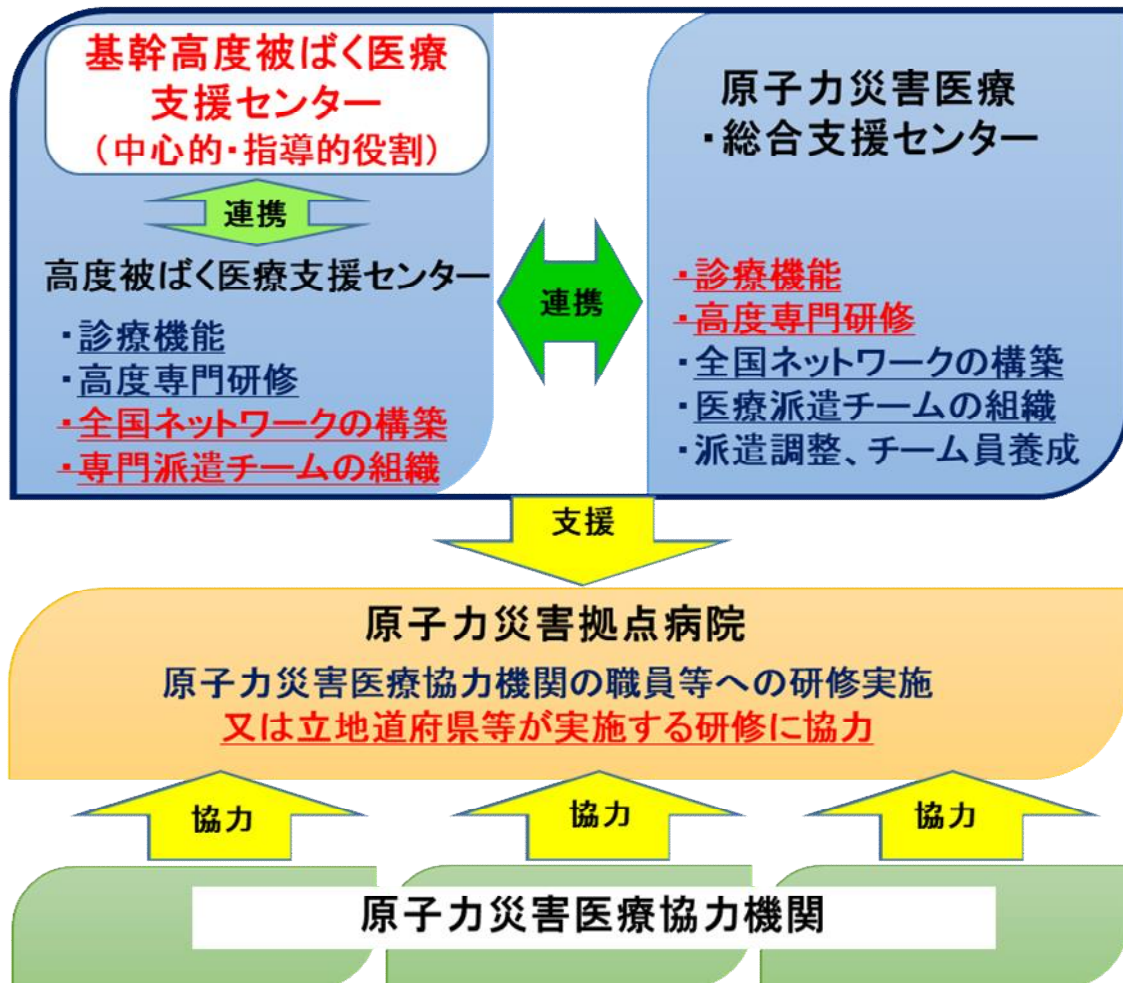 基幹高度被ばく医療
支援センター
（中心的・指導的役割）
連携
高度被ばく医療支援センター
・診療機能
・高度専門研修
・全国ネットワークの構築
・専門派遣チームの組織
連携
原子力災害医療
・総合支援センター
・診療機能
・高度専門研修
・全国ネットワークの構築
・医療派遣チームの組織
・派遣調整、チーム員養成
支援
原子力災害拠点病院
原子力災害医療協力機関の職員等への研修実施
又は立地道府県等が実施する研修に協力
協力
協力
協力
原子力災害医療協力機関